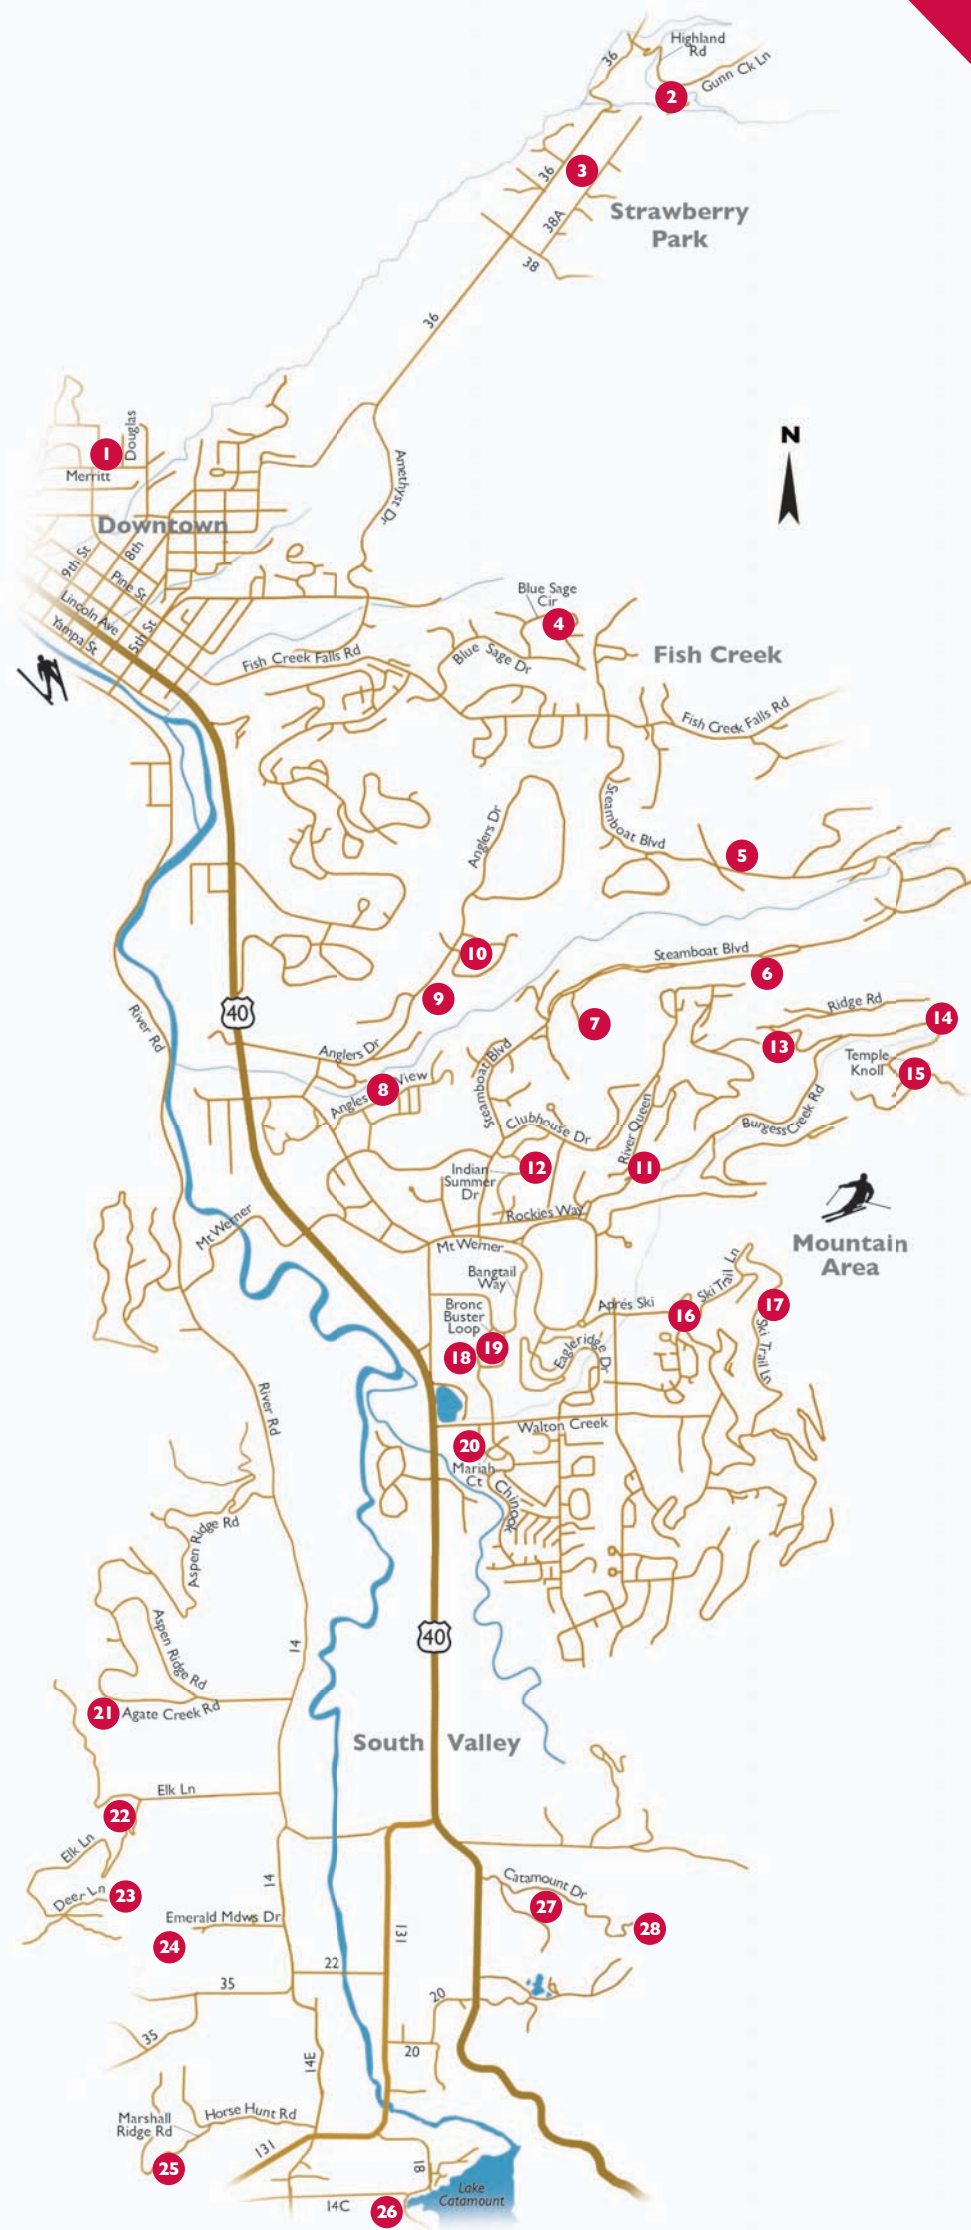 Highland
Rd
36
Gunn Ck Ln
2
3
36
Strawberry
Park
38A
38
36
N
Douglas
1
Merritt
Amethyst Dr
Downtown
9th St
8th
Pine St
Lincoln Ave
Yampa St
5th St
Blue Sage
Cir
4
Fish Creek Falls Rd
Blue Sage Dr
Fish Creek
Fish Creek Falls Rd
Steamboat Blvd
Anglers Dr
5
10
Steamboat Blvd
6
9
40
River Rd
7
Ridge Rd
14
13
Anglers Dr
Temple
Knoll
15
8
Angles View
Steamboat Blvd
Clubhouse Dr
River Queen
Burgess Creek Rd
12
11
Indian
Summer
Dr
Rockies Way
Mt Werner
Mt Werner
Mountain
Area
Bangtail
Way
Ski Trail Ln
Bronc
Buster
Loop
Aprés Ski
16
17
Ski Trail Ln
18
19
Eagleridge Dr
River Rd
Walton Creek
20
Mariah
Ct
Chinook
Aspen Ridge Rd
Aspen Ridge Rd
14
40
21
Agate Creek Rd
South Valley
Elk Ln
22
Elk Ln
14
Deer Ln
23
Catamount Dr
27
28
Emerald Mdws Dr
24
131
22
35
20
35
20
14E
Marshall
Ridge Rd
Horse Hunt Rd
131
25
18
Lake
Catamount
14C
26